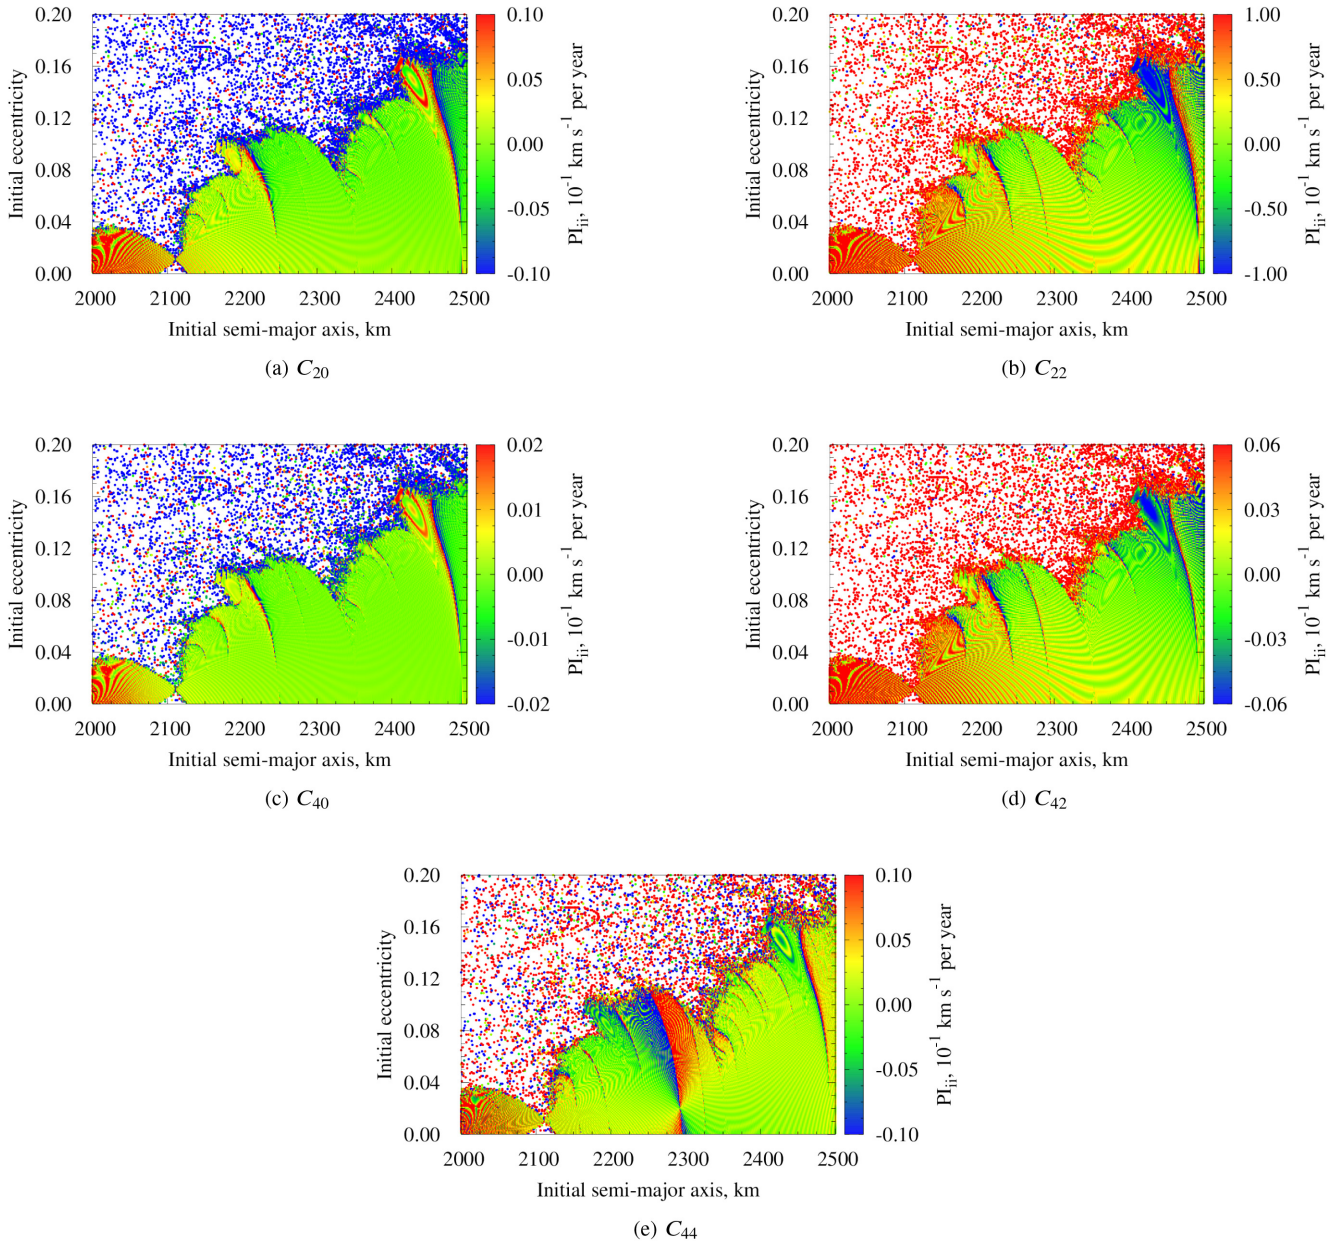 0.20
0.16
0.12
0.08
0.04
0.00
Initial eccentricity
2000 2100 2200 2300 2400 2500
Initial semi-major axis, km
0.10
0.05
0.00
-0.05
-0.10
PI_ii, 10^-1 km s^-1 per year
(a) C_20
0.20
0.16
0.12
0.08
0.04
0.00
Initial eccentricity
2000 2100 2200 2300 2400 2500
Initial semi-major axis, km
1.00
0.50
0.00
-0.50
-1.00
PI_ii, 10^-1 km s^-1 per year
(b) C_22
0.20
0.16
0.12
0.08
0.04
0.00
Initial eccentricity
2000 2100 2200 2300 2400 2500
Initial semi-major axis, km
0.02
0.01
0.00
-0.01
-0.02
PI_ii, 10^-1 km s^-1 per year
(c) C_40
0.20
0.16
0.12
0.08
0.04
0.00
Initial eccentricity
2000 2100 2200 2300 2400 2500
Initial semi-major axis, km
0.06
0.03
0.00
-0.03
-0.06
PI_ii, 10^-1 km s^-1 per year
(d) C_42
0.20
0.16
0.12
0.08
0.04
0.00
Initial eccentricity
2000 2100 2200 2300 2400 2500
Initial semi-major axis, km
0.10
0.05
0.00
-0.05
-0.10
PI_ii, 10^-1 km s^-1 per year
(e) C_44